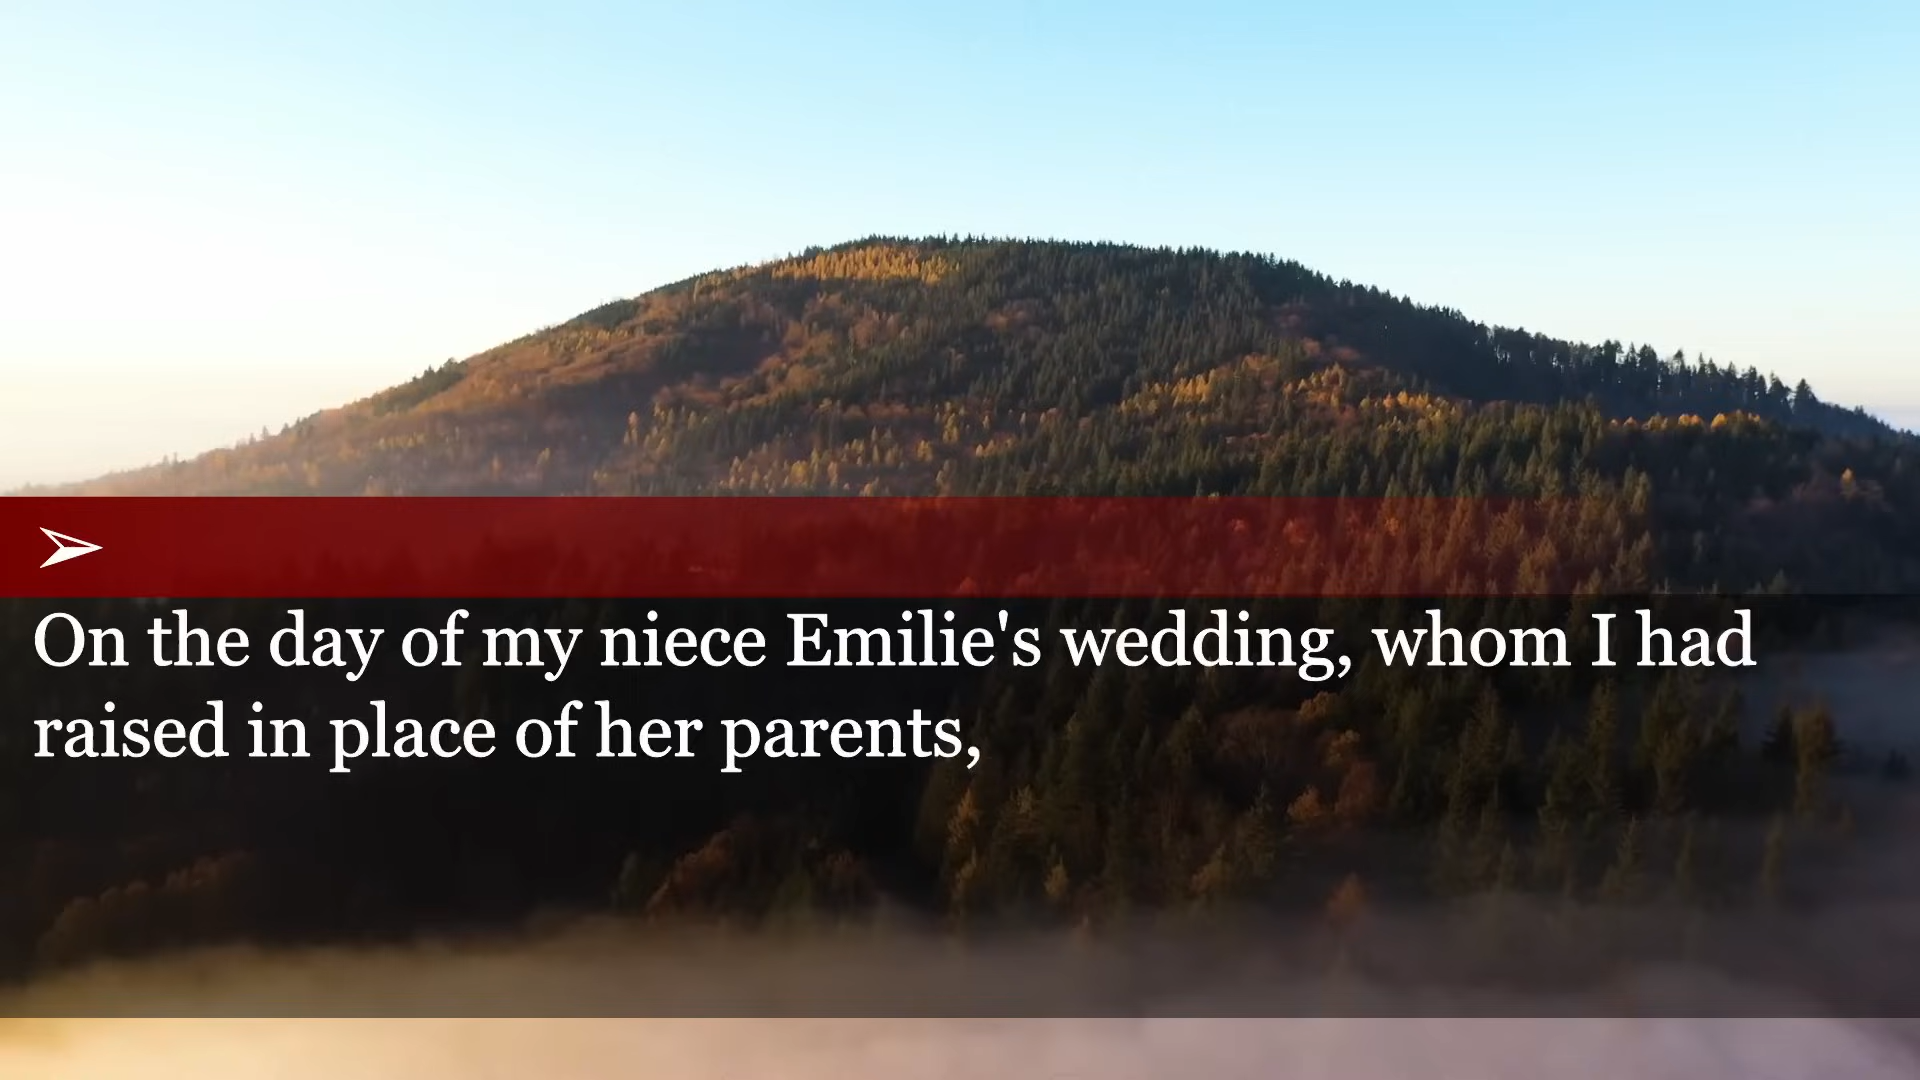 On the day of my niece Emilie's wedding, whom I had
raised in place of her parents,